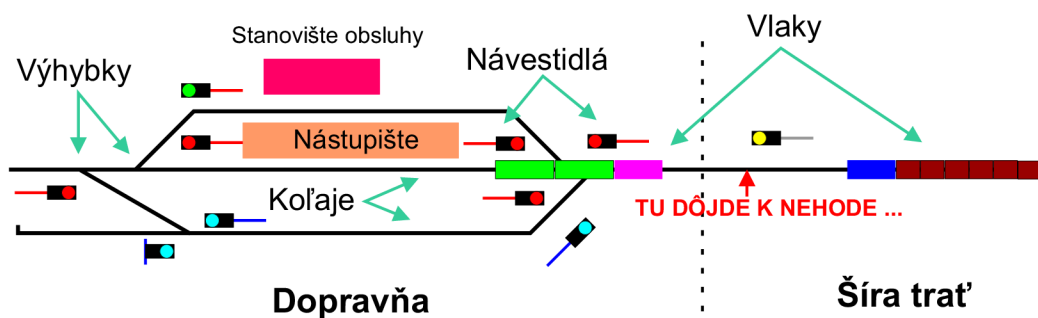 Stanovište obsluhy
Vlaky
Výhybky
Návestidlá
Nástupište
Koľaje
TU DÔJDE K NEHODE ...
Dopravňa
Šíra trať